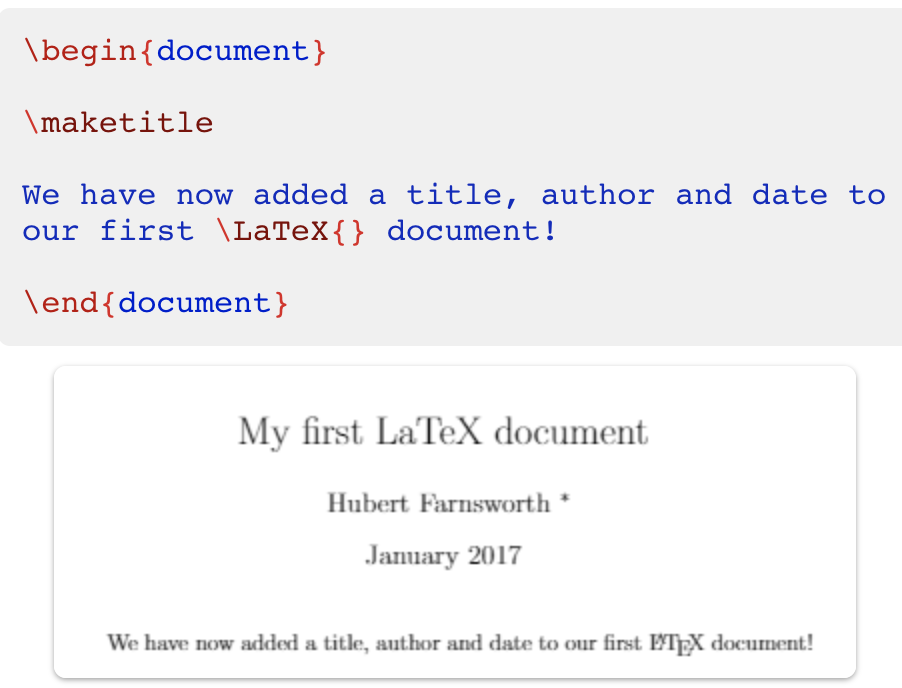 \begin{document}
\maketitle
We have now added a title, author and date to
our first \LaTeX{} document!
\end{document}
My first LaTeX document
Hubert Farnsworth *
January 2017
We have now added a title, author and date to our first LATEX document!